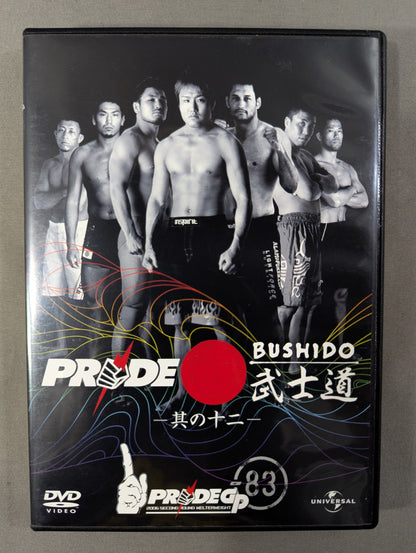 PRIDE
BUSHIDO
武士道
─其の十二─
DVD
VIDEO
PRIDE GP
2006 SECOND ROUND WELTERWEIGHT
-83
UNIVERSAL